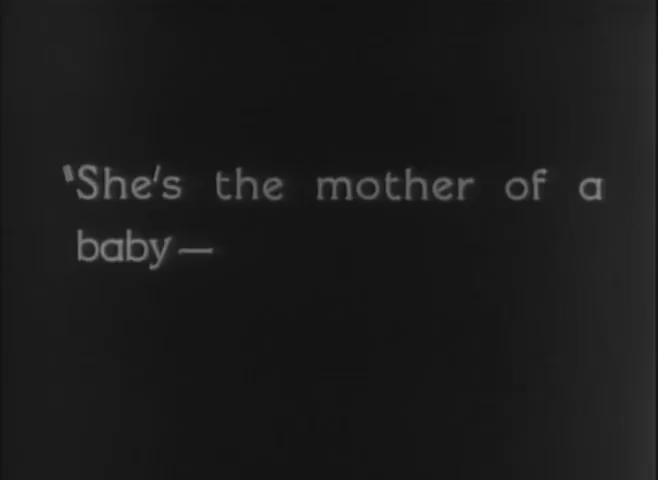 "She's the mother of a
baby—